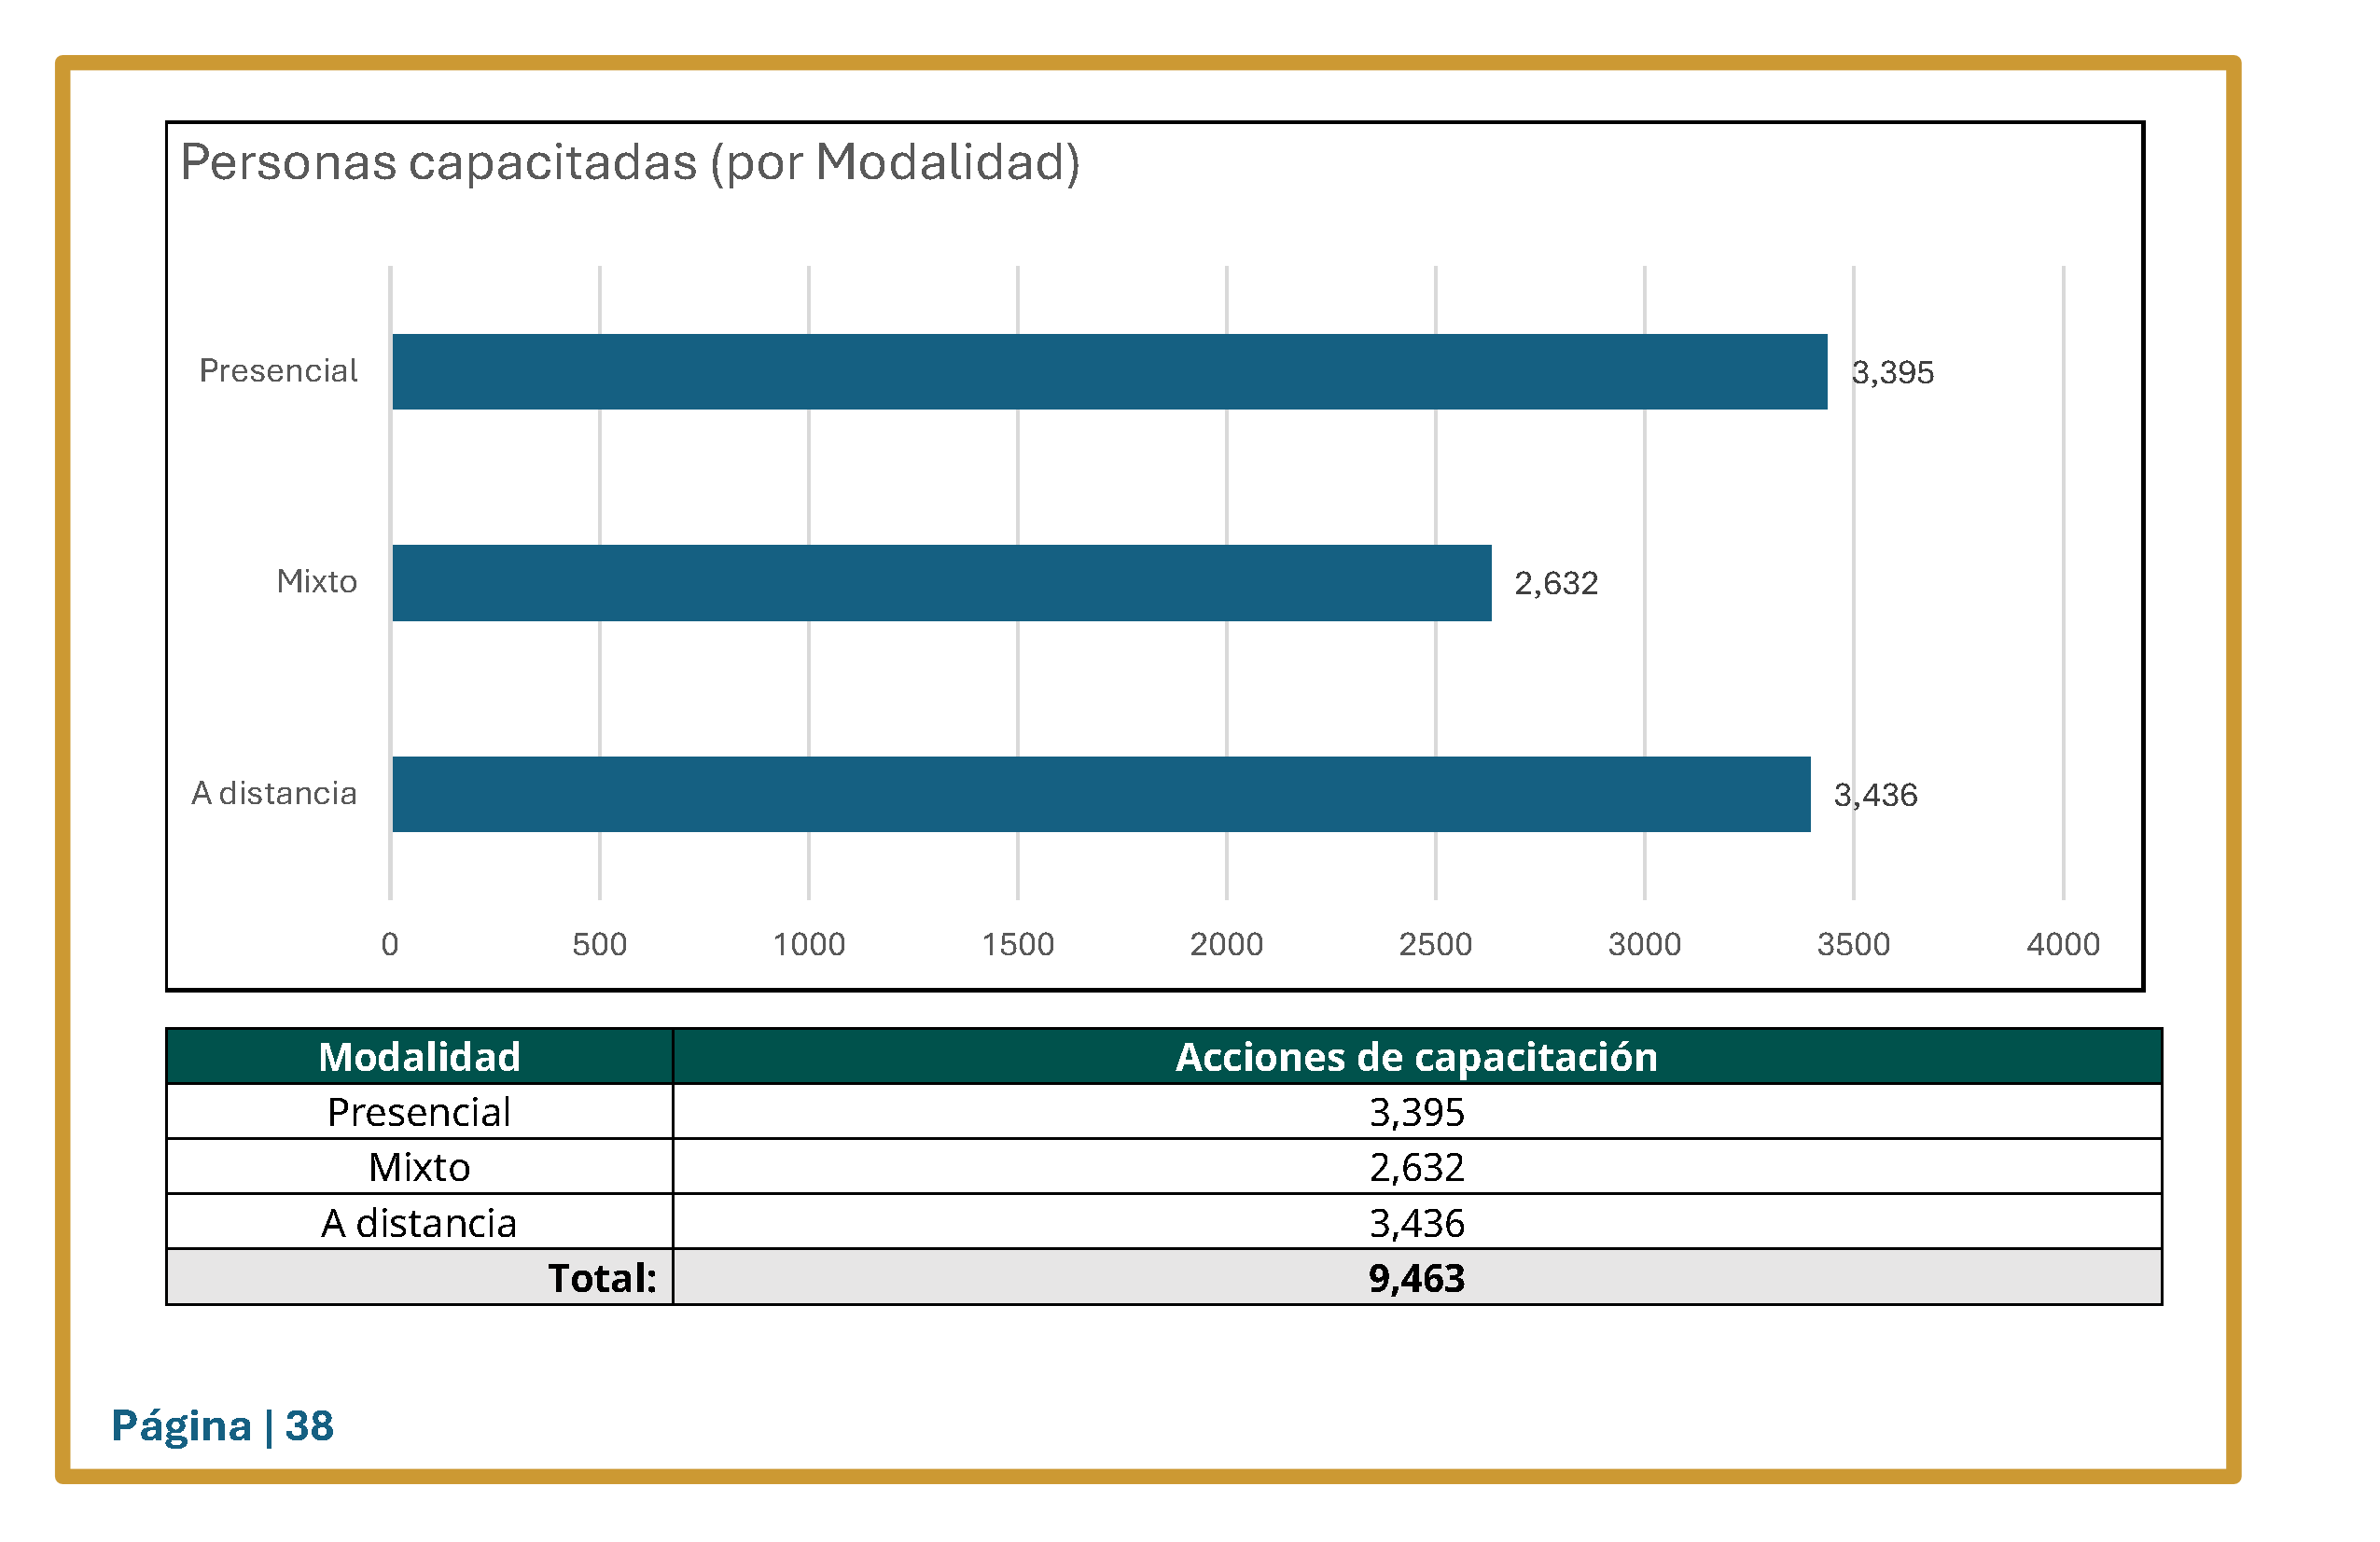 Personas capacitadas (por Modalidad)
Presencial 3,395
Mixto 2,632
A distancia 3,436
0 500 1000 1500 2000 2500 3000 3500 4000
Modalidad Acciones de capacitación
Presencial 3,395
Mixto 2,632
A distancia 3,436
Total: 9,463
Página | 38